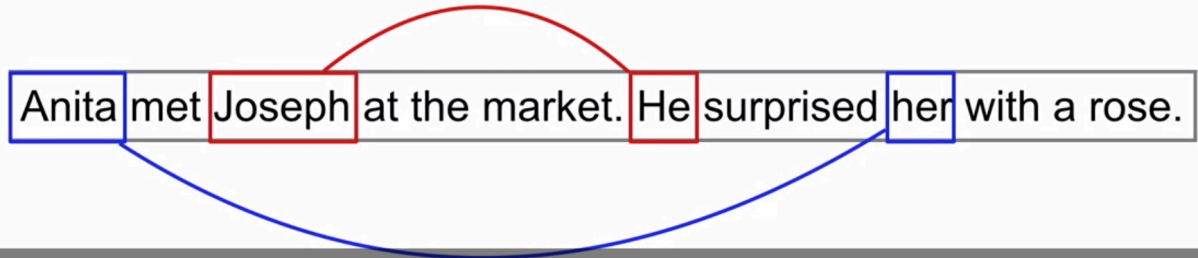 Anita met Joseph at the market. He surprised her with a rose.